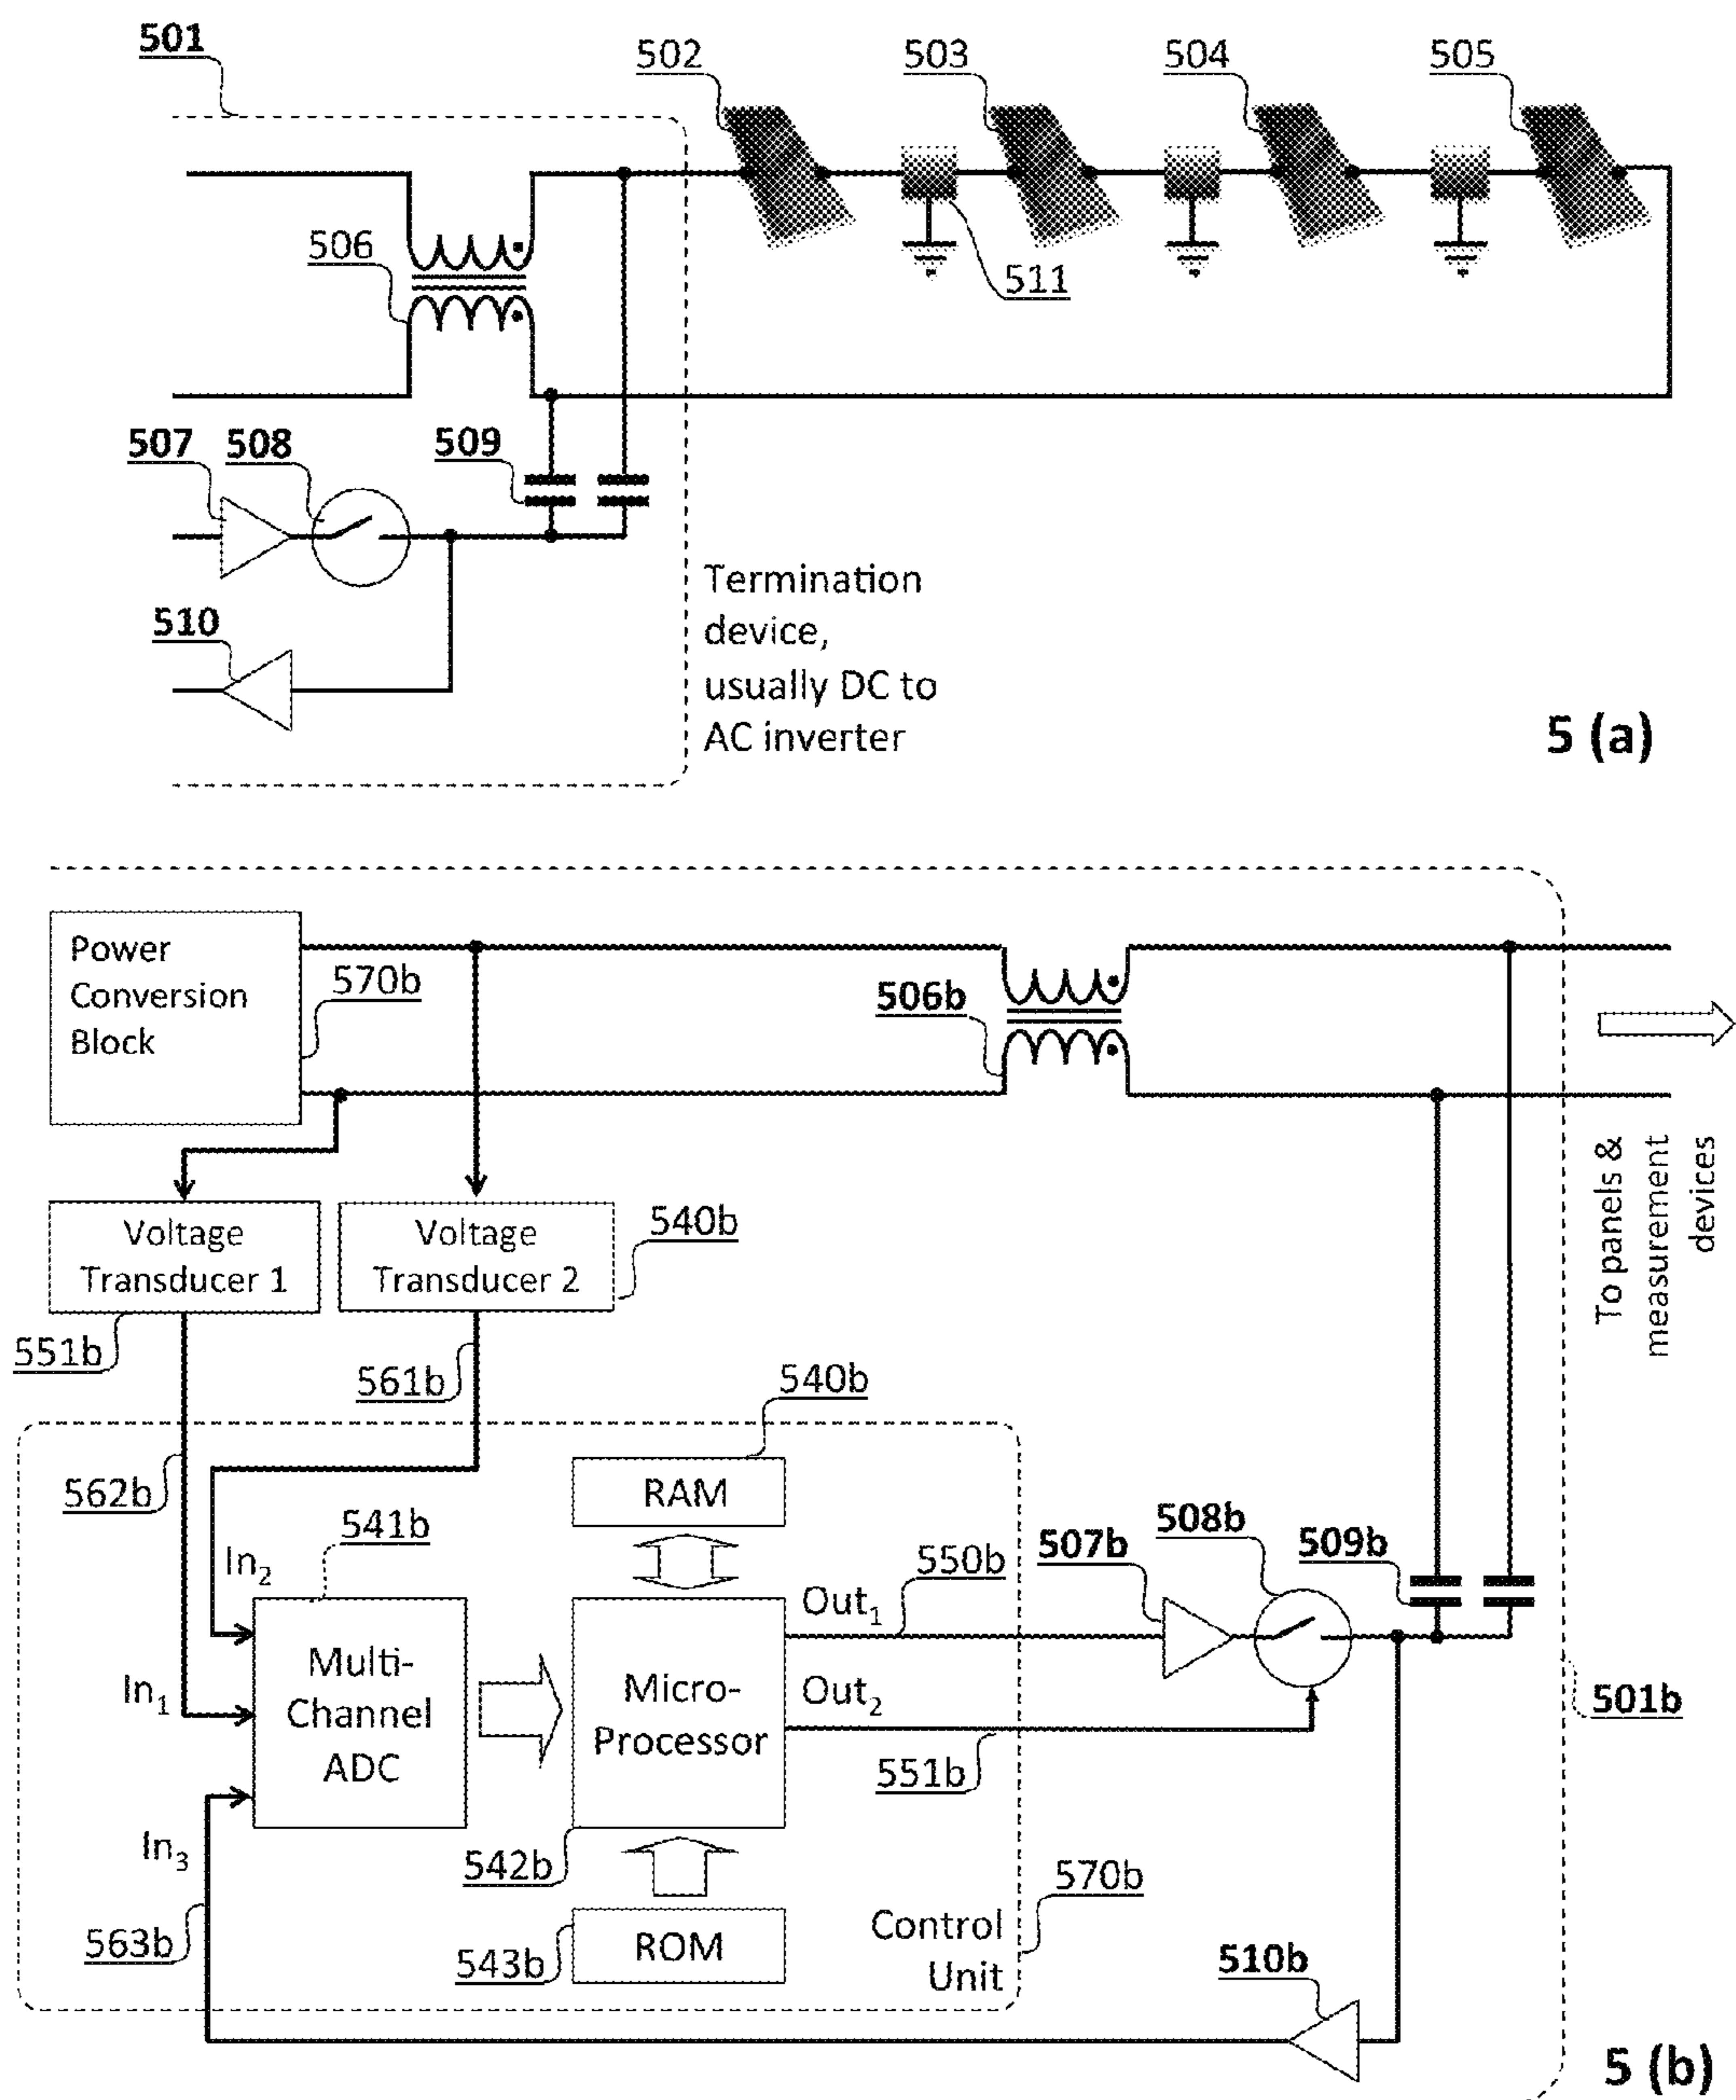 501
502
503
504
505
506
511
507
508
509
510
Termination
device,
usually DC to
AC inverter
5 (a)
Power
Conversion
Block
570b
506b
Voltage
Transducer 1
Voltage
Transducer 2
540b
551b
561b
To panels &
measurement
devices
540b
RAM
562b
541b
In2
In1
In3
Multi-
Channel
ADC
Micro-
Processor
Out1
550b
Out2
551b
507b
508b
509b
501b
542b
543b
ROM
563b
Control
Unit
570b
510b
5 (b)